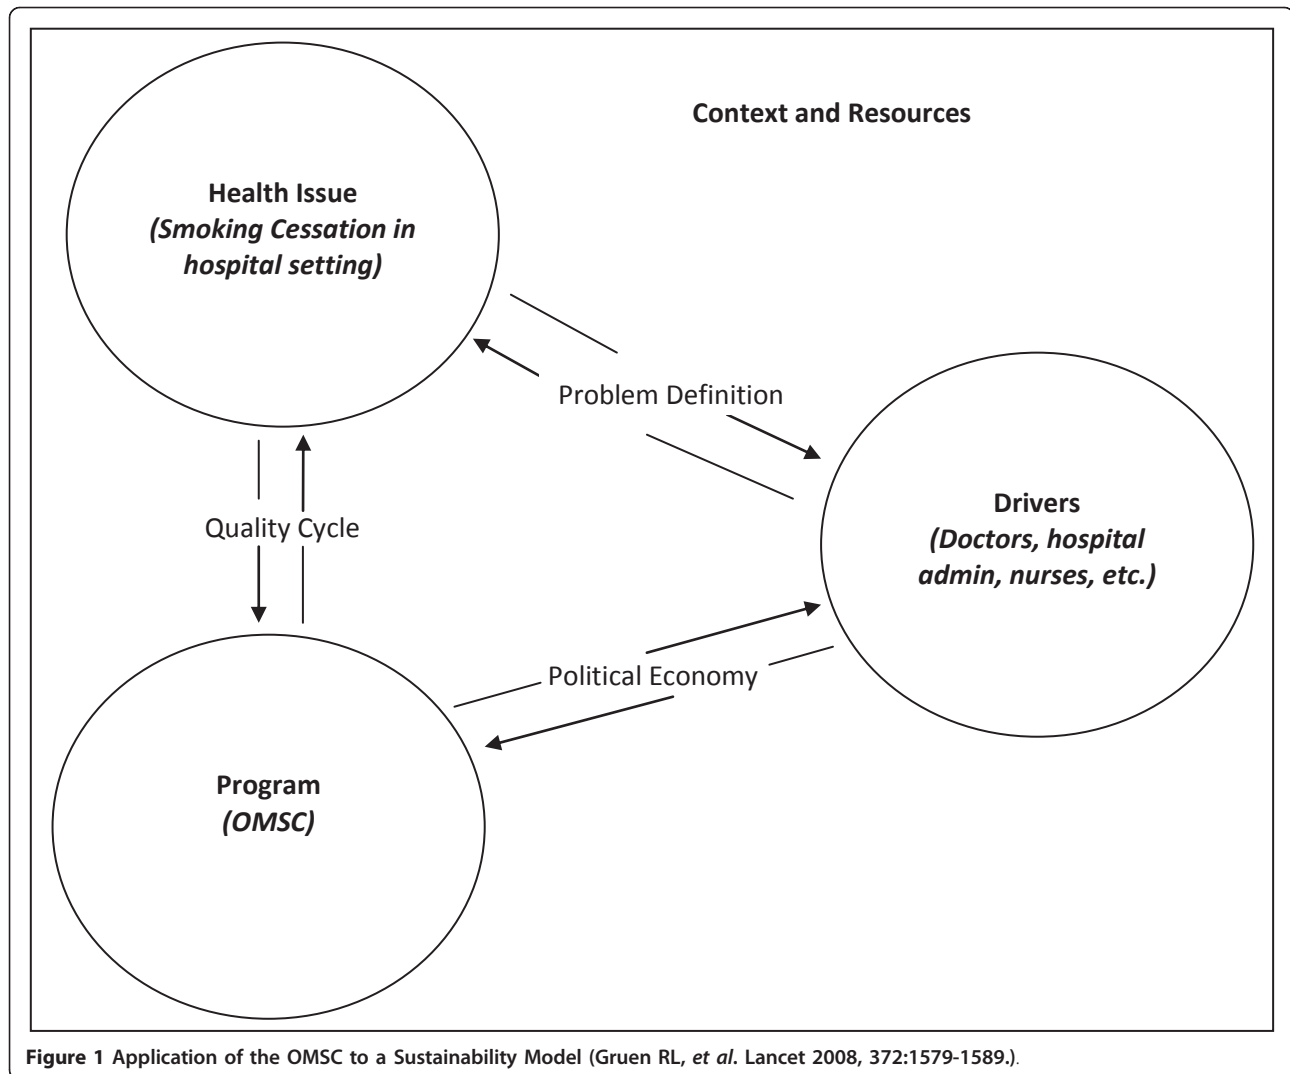 Context and Resources
Health Issue
(Smoking Cessation in
hospital setting)
Problem Definition
Drivers
(Doctors, hospital
admin, nurses, etc.)
Quality Cycle
Political Economy
Program
(OMSC)
Figure 1 Application of the OMSC to a Sustainability Model (Gruen RL, et al. Lancet 2008, 372:1579-1589.).